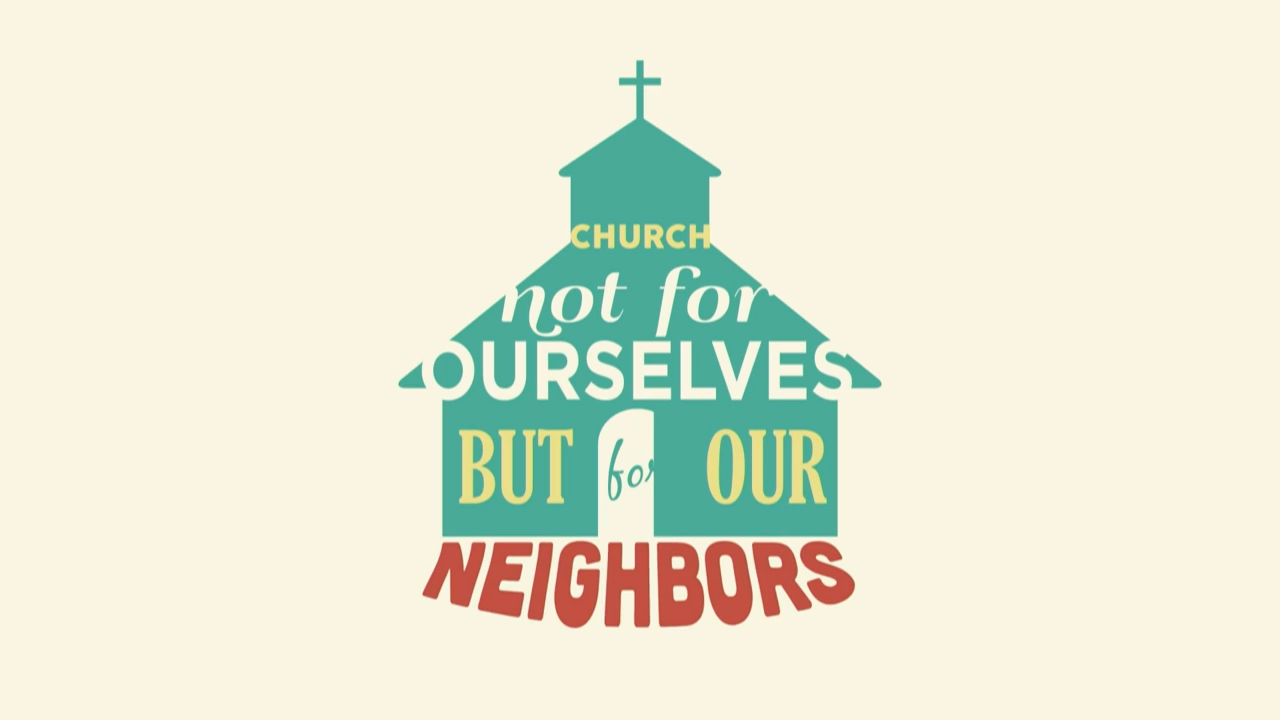 CHURCH
not for
OURSELVES
BUT for OUR
NEIGHBORS